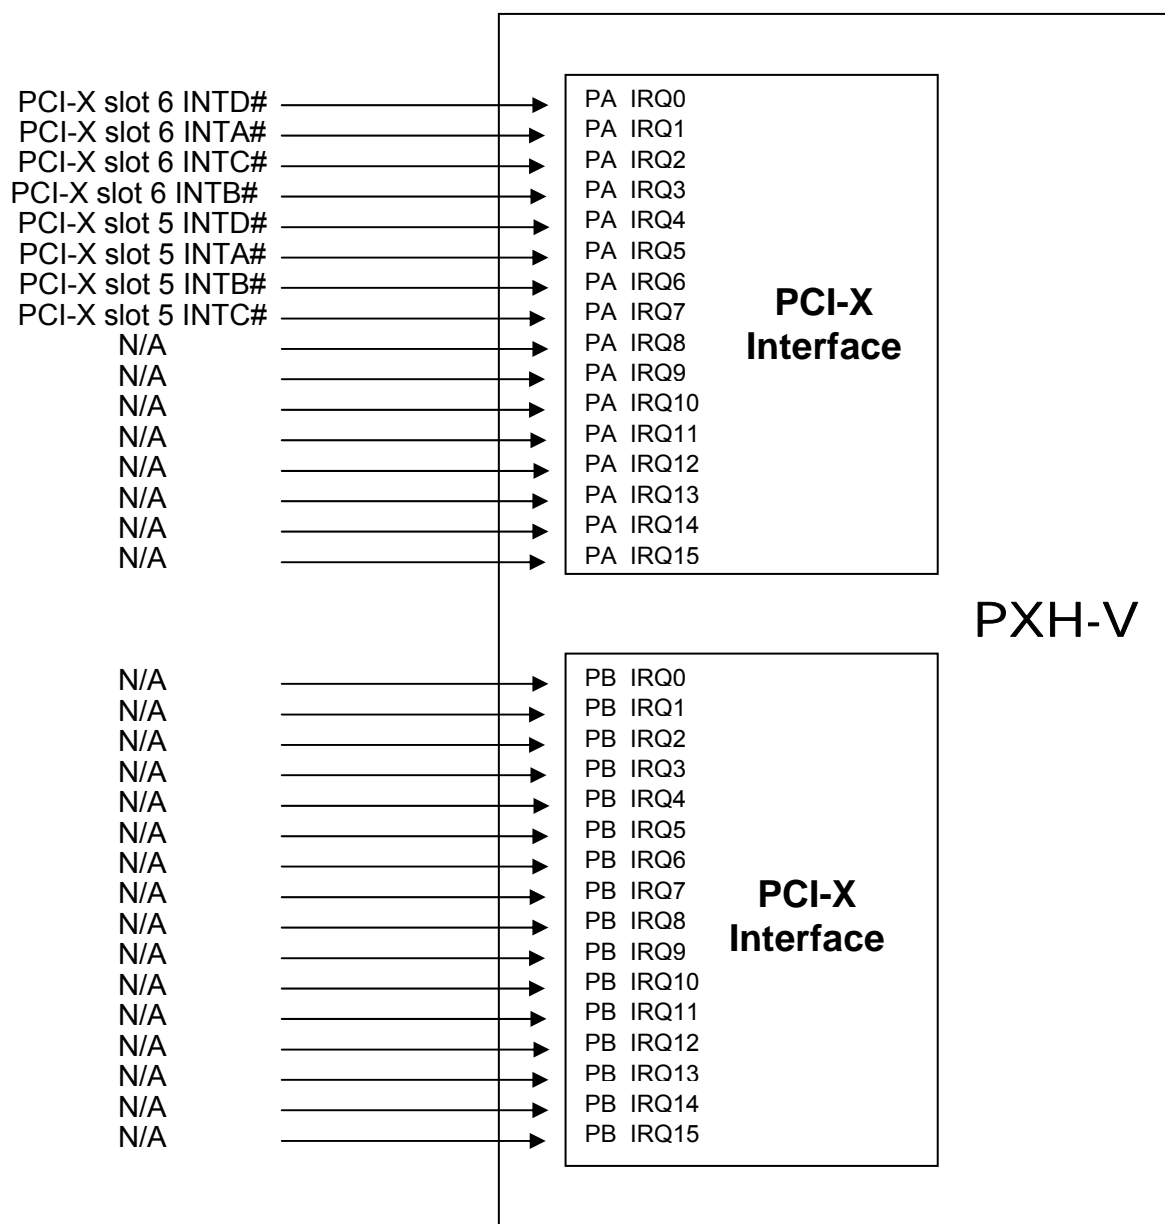 PCI-X slot 6 INTD# PA IRQ0
PCI-X slot 6 INTA# PA IRQ1
PCI-X slot 6 INTC# PA IRQ2
PCI-X slot 6 INTB# PA IRQ3
PCI-X slot 5 INTD# PA IRQ4
PCI-X slot 5 INTA# PA IRQ5
PCI-X slot 5 INTB# PA IRQ6
PCI-X slot 5 INTC# PA IRQ7
N/A PA IRQ8
N/A PA IRQ9
N/A PA IRQ10
N/A PA IRQ11
N/A PA IRQ12
N/A PA IRQ13
N/A PA IRQ14
N/A PA IRQ15
PCI-X
Interface
PXH-V
N/A PB IRQ0
N/A PB IRQ1
N/A PB IRQ2
N/A PB IRQ3
N/A PB IRQ4
N/A PB IRQ5
N/A PB IRQ6
N/A PB IRQ7
N/A PB IRQ8
N/A PB IRQ9
N/A PB IRQ10
N/A PB IRQ11
N/A PB IRQ12
N/A PB IRQ13
N/A PB IRQ14
N/A PB IRQ15
PCI-X
Interface